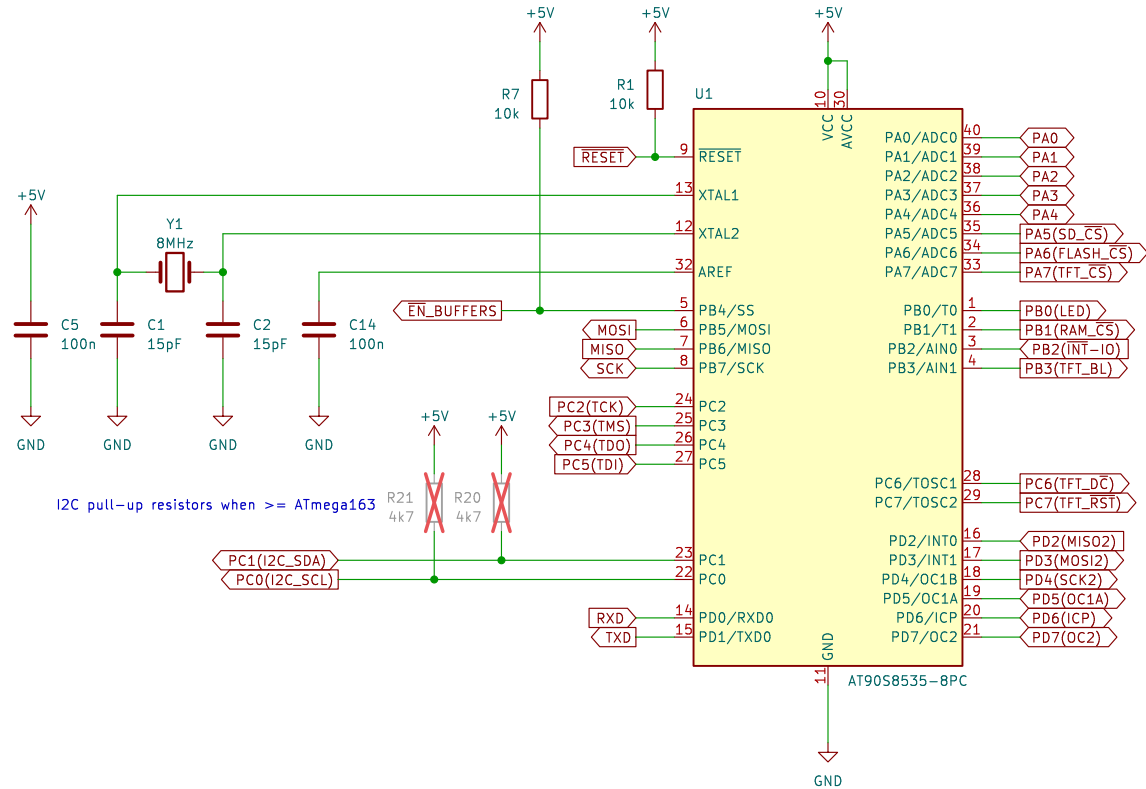 +5V
+5V
+5V
R7
10k
R1
10k
U1
10
30
VCC
AVCC
RESET
9
RESET
13
XTAL1
12
XTAL2
32
AREF
EN_BUFFERS
5
PB4/SS
MOSI
6
PB5/MOSI
MISO
7
PB6/MISO
SCK
8
PB7/SCK
PC2(TCK)
24
PC2
PC3(TMS)
25
PC3
PC4(TDO)
26
PC4
PC5(TDI)
27
PC5
PC1(I2C_SDA)
23
PC1
PC0(I2C_SCL)
22
PC0
RXD
14
PD0/RXD0
TXD
15
PD1/TXD0
PA0/ADC0
40
PA0
PA1/ADC1
39
PA1
PA2/ADC2
38
PA2
PA3/ADC3
37
PA3
PA4/ADC4
36
PA4
PA5/ADC5
35
PA5(SD_CS)
PA6/ADC6
34
PA6(FLASH_CS)
PA7/ADC7
33
PA7(TFT_CS)
PB0/T0
1
PB0(LED)
PB1/T1
2
PB1(RAM_CS)
PB2/AIN0
3
PB2(INT-IO)
PB3/AIN1
4
PB3(TFT_BL)
PC6/TOSC1
28
PC6(TFT_DC)
PC7/TOSC2
29
PC7(TFT_RST)
PD2/INT0
16
PD2(MISO2)
PD3/INT1
17
PD3(MOSI2)
PD4/OC1B
18
PD4(SCK2)
PD5/OC1A
19
PD5(OC1A)
PD6/ICP
20
PD6(ICP)
PD7/OC2
21
PD7(OC2)
GND
11
AT90S8535-8PC
GND
+5V
Y1
8MHz
C5
100n
C1
15pF
C2
15pF
C14
100n
GND
GND
GND
GND
+5V
+5V
I2C pull-up resistors when >= ATmega163
R21
4k7
R20
4k7